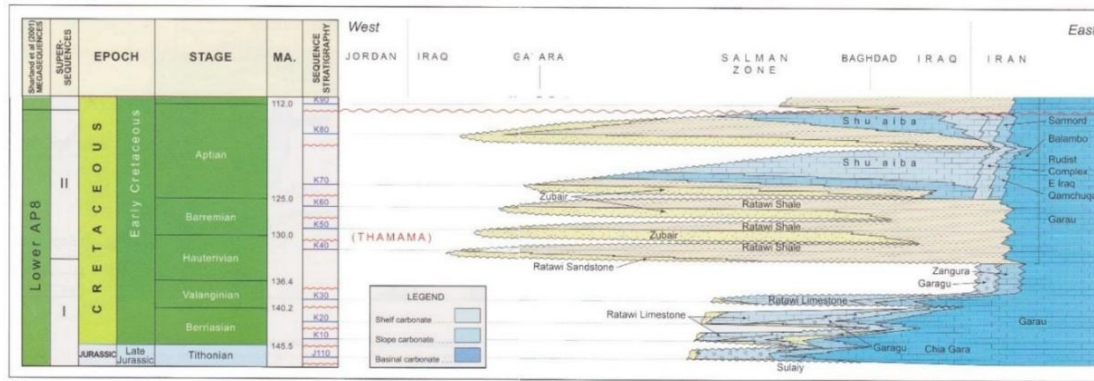 West
East
Sharland et al (2001)
MEGASEQUENCES
SUPER-
SEQUENCES
EPOCH
STAGE
MA.
SEQUENCE
STRATIGRAPHY
JORDAN
IRAQ
GA'ARA
SALMAN
ZONE
BAGHDAD
IRAQ
IRAN
Lower AP8
II
I
CRETACEOUS
Early Cretaceous
JURASSIC
Late
Jurassic
Aptian
Barremian
Hauterivian
Valanginian
Berriasian
Tithonian
112.0
125.0
130.0
136.4
140.2
145.5
K90
K80
K70
K60
K50
K40
K30
K20
K10
J110
(THAMAMA)
Shu'aiba
Shu'aiba
Zubair
Ratawi Shale
Ratawi Shale
Zubair
Ratawi Shale
Ratawi Sandstone
Sarmord
Balambo
Rudist
Complex
E Iraq
Qamchuqa
Garau
Zangura
Garagu
Ratawi Limestone
Ratawi Limestone
Garau
Garagu
Chia Gara
Sulaiy
LEGEND
Shelf carbonate
Slope carbonate
Basinal carbonate